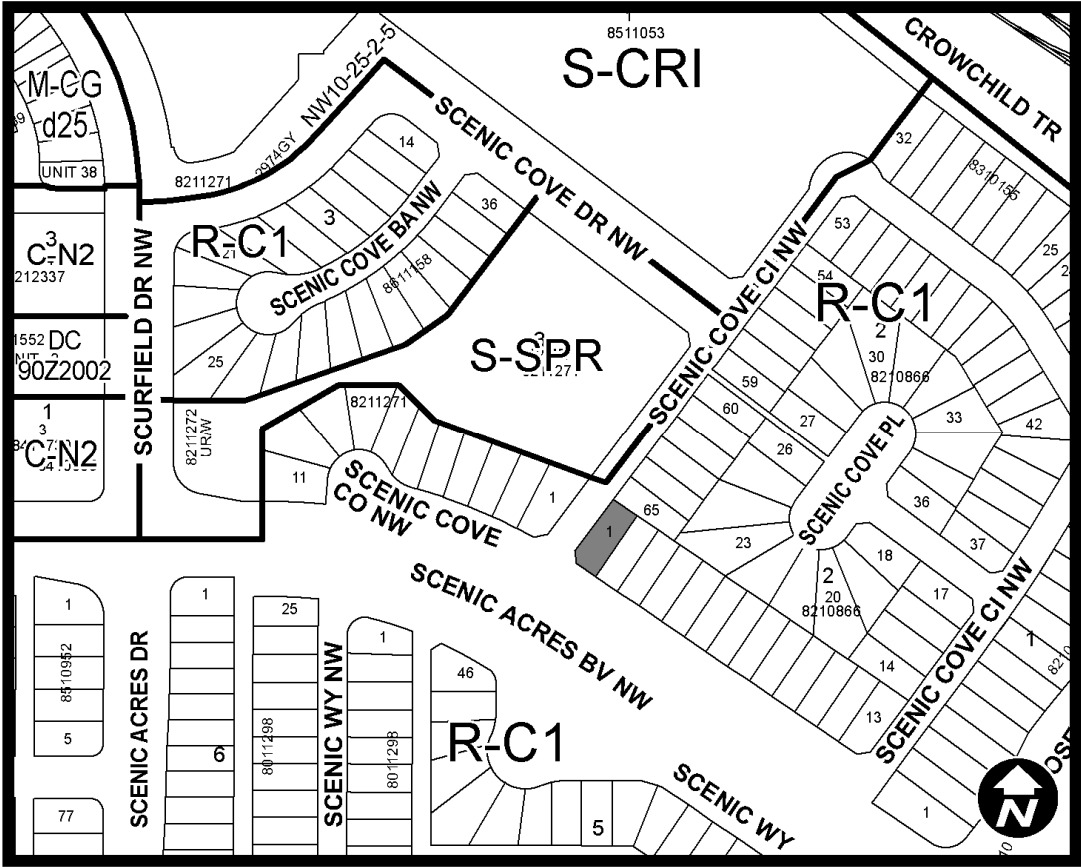 8511053
S-CRI
CROWCHILD TR
M-CG
d25
NW10-25-2-5
2974GY
SCENIC COVE DR NW
14
32
8310155
UNIT 38
8211271
3
36
53
25
R-C1
SCENIC COVE BA NW
C-N2
3
212337
SCURFIELD DR NW
8611158
54
R-C1
2
30
8210866
SCENIC COVE CI NW
1552 DC
90Z2002
25
S-SPR
3
59
60
27
26
33
42
1
3
C-N2
8211272
UR/W
8211271
11
SCENIC COVE
CO NW
1
65
1
SCENIC COVE PL
23
36
37
18
2
20
8210866
17
14
13
SCENIC COVE CI NW
1
1
SCENIC ACRES BV NW
1
8510952
5
77
SCENIC ACRES DR
1
6
25
8011298
SCENIC WY NW
1
8011298
46
R-C1
5
SCENIC WY
N